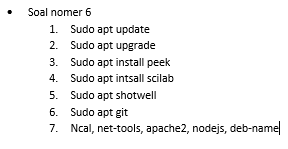 • Soal nomer 6
1. Sudo apt update
2. Sudo apt upgrade
3. Sudo apt install peek
4. Sudo apt intsall scilab
5. Sudo apt shotwell
6. Sudo apt git
7. Ncal, net-tools, apache2, nodejs, deb-name